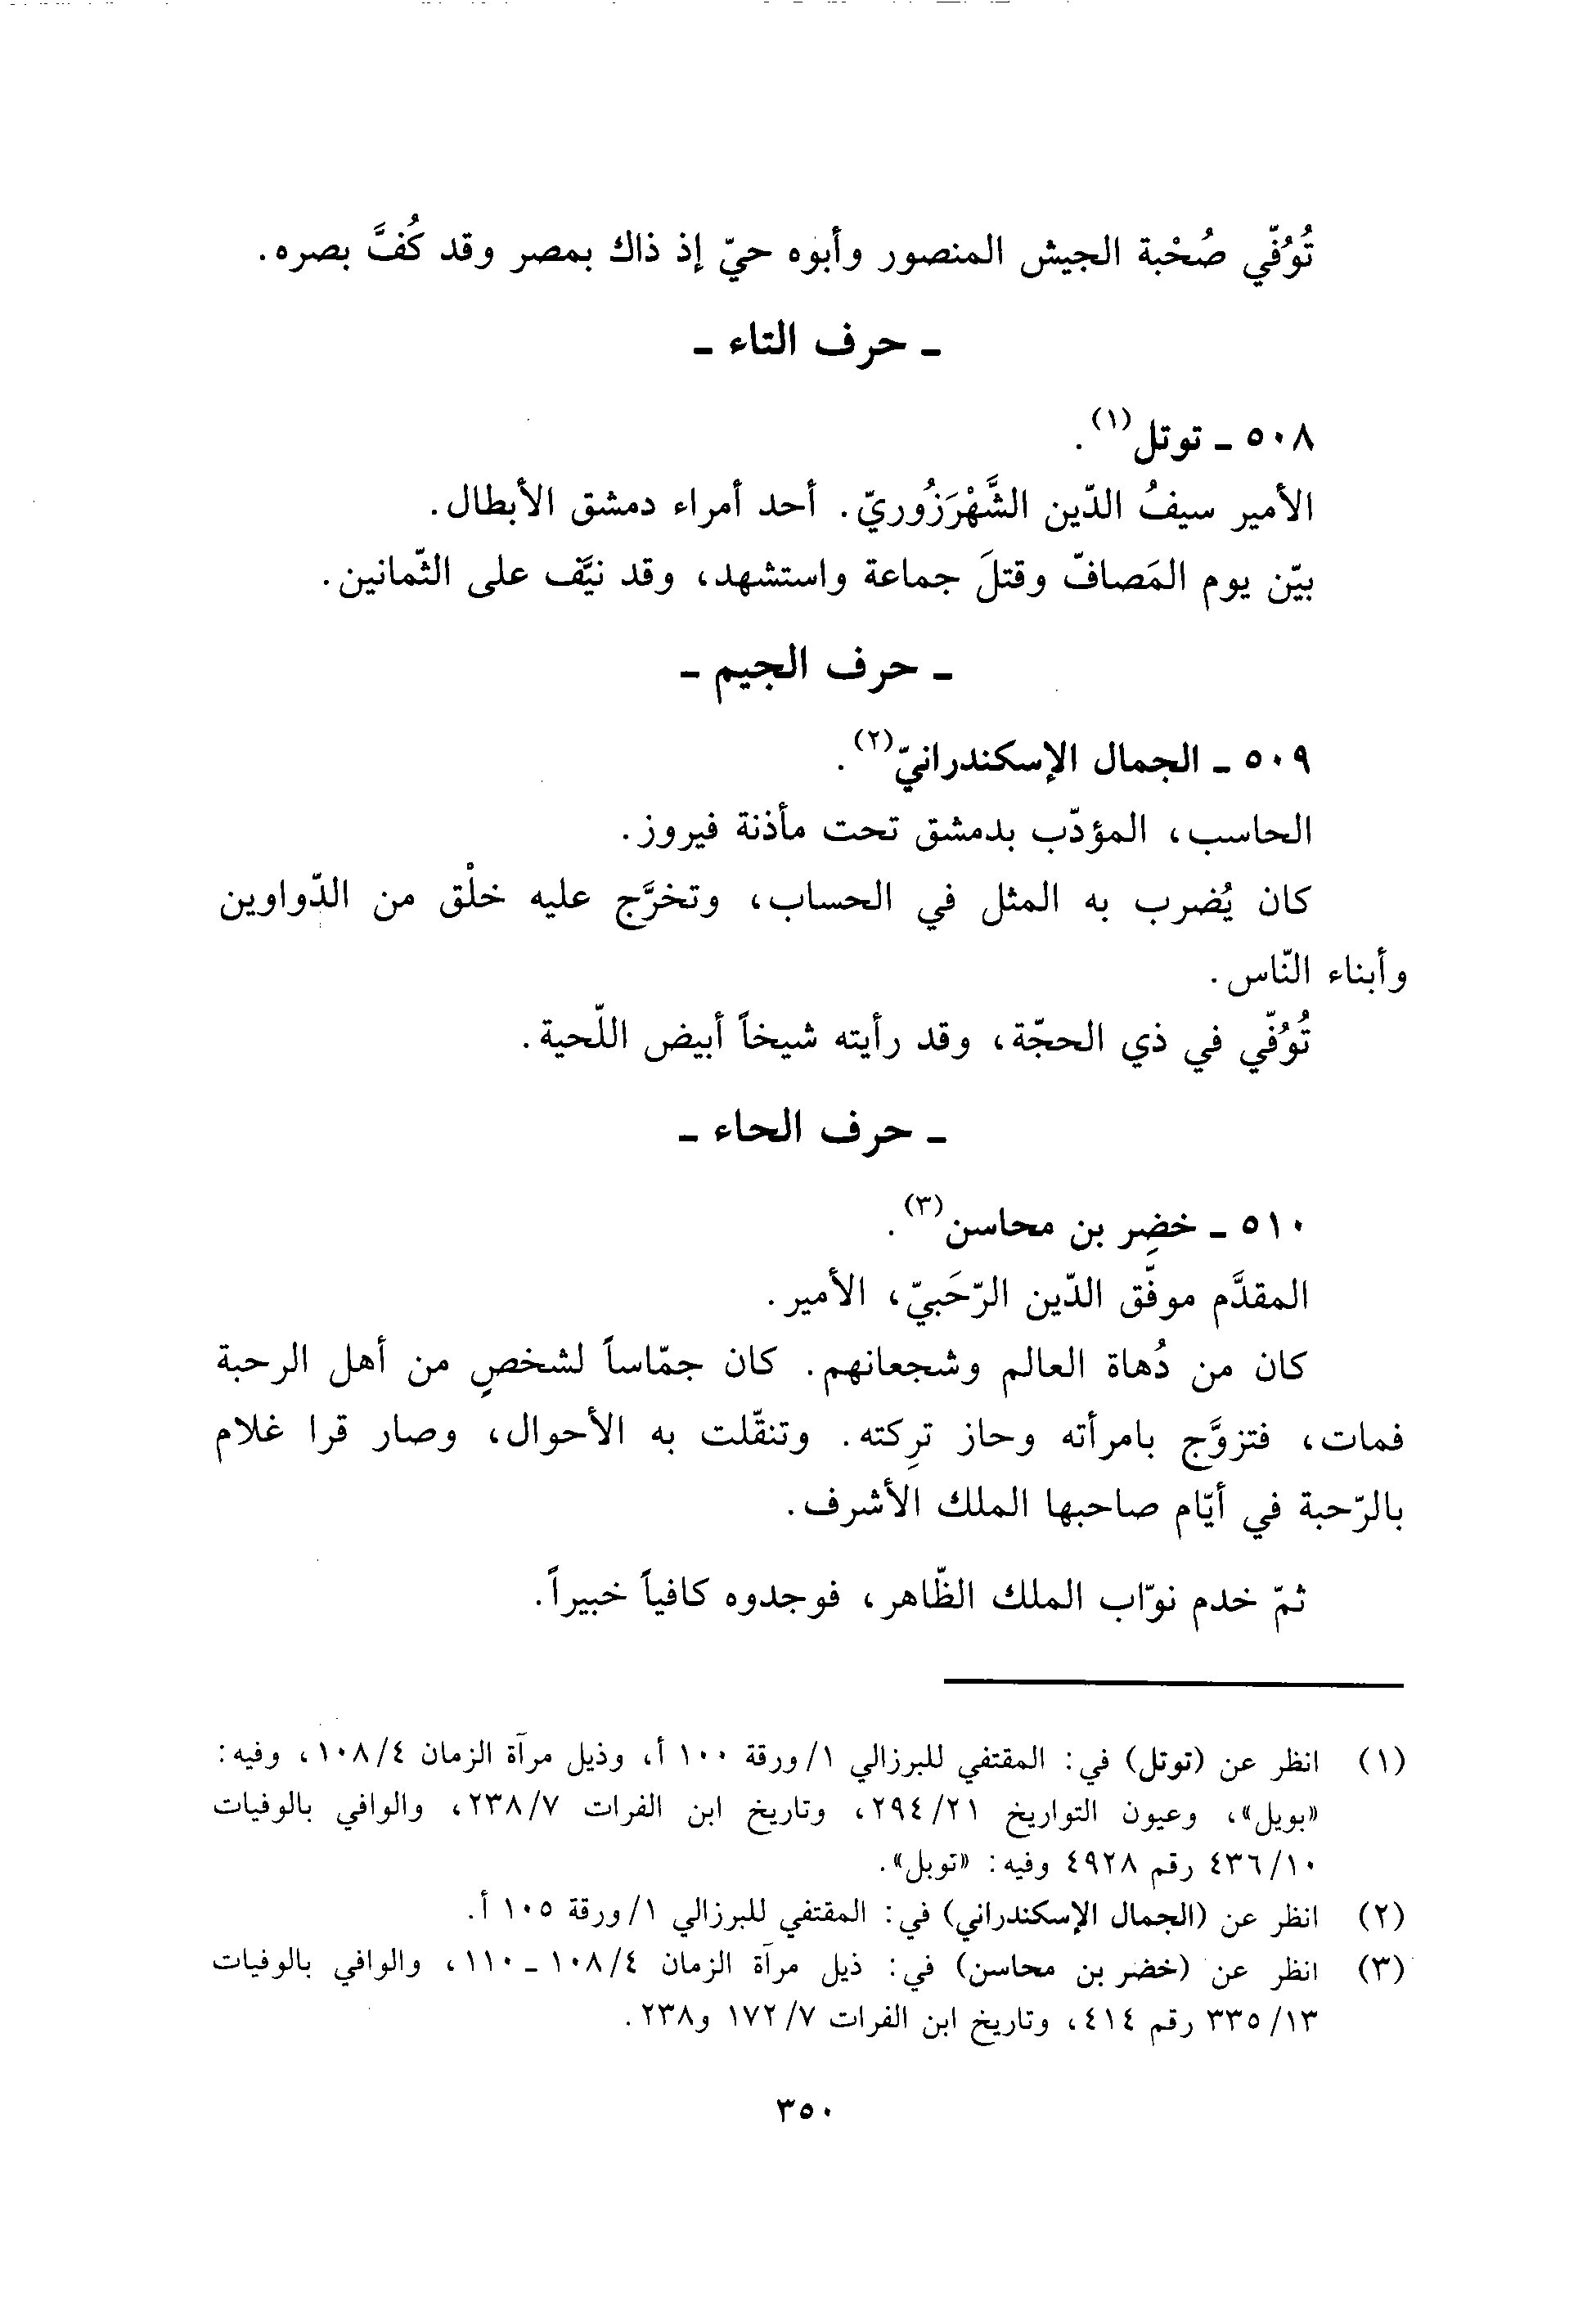 تُوُفّي صُحْبة الجيش المنصور وأبوه حيّ إذ ذاك بمصر وقد كُفَّ بصره.
ـ حرف التاء ـ
٥٠٨ ـ توتل(١).
الأمير سيفُ الدّين الشَّهْرَزُوريّ. أحد أمراء دمشق الأبطال.
بيّن يوم المَصافّ وقتلَ جماعة واستشهد، وقد نيَّف على الثّمانين.
ـ حرف الجيم ـ
٥٠٩ ـ الجمال الإسكندرانيّ(٢).
الحاسب، المؤدّب بدمشق تحت مأذنة فيروز.
كان يُضرب به المثل في الحساب، وتخرَّج عليه خلْق من الدّواوين
وأبناء النّاس.
تُوُفّي في ذي الحجّة، وقد رأيته شيخاً أبيض اللّحية.
ـ حرف الحاء ـ
٥١٠ ـ خضِر بن محاسن(٣).
المقدَّم موفّق الدّين الرّحَبيّ، الأمير.
كان من دُهاة العالم وشجعانهم. كان جمّاساً لشخصٍ من أهل الرحبة
فمات، فتزوَّج بامرأته وحاز ترِكته. وتنقّلت به الأحوال، وصار قرا غلام
بالرّحبة في أيّام صاحبها الملك الأشرف.
ثمّ خدم نوّاب الملك الظّاهر، فوجدوه كافياً خبيراً.
(١) انظر عن (توتل) في: المقتفي للبرزالي ١/ورقة ١٠٠ أ، وذيل مرآة الزمان ١٠٨/٤، وفيه:
«بويل»، وعيون التواريخ ٢٩٤/٢١، وتاريخ ابن الفرات ٢٣٨/٧، والوافي بالوفيات
٤٣٦/١٠ رقم ٤٩٢٨ وفيه: «توبل».
(٢) انظر عن (الجمال الإسكندراني) في: المقتفي للبرزالي ١/ورقة ١٠٥ أ.
(٣) انظر عن (خضر بن محاسن) في: ذيل مرآة الزمان ١٠٨/٤ ـ ١١٠، والوافي بالوفيات
٣٣٥/١٣ رقم ٤١٤، وتاريخ ابن الفرات ١٧٢/٧ و٢٣٨.
٣٥٠